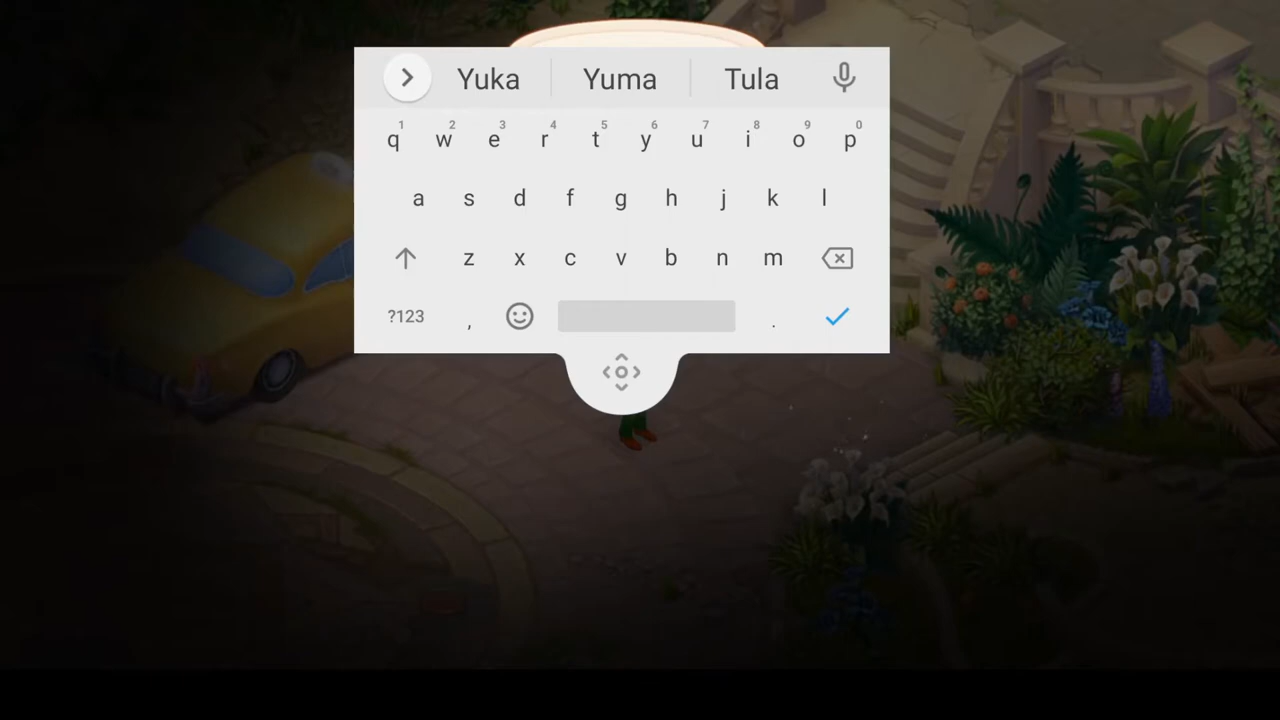 Yuka Yuma Tula
1 2 3 4 5 6 7 8 9 0
q w e r t y u i o p
a s d f g h j k l
z x c v b n m
?123 , .